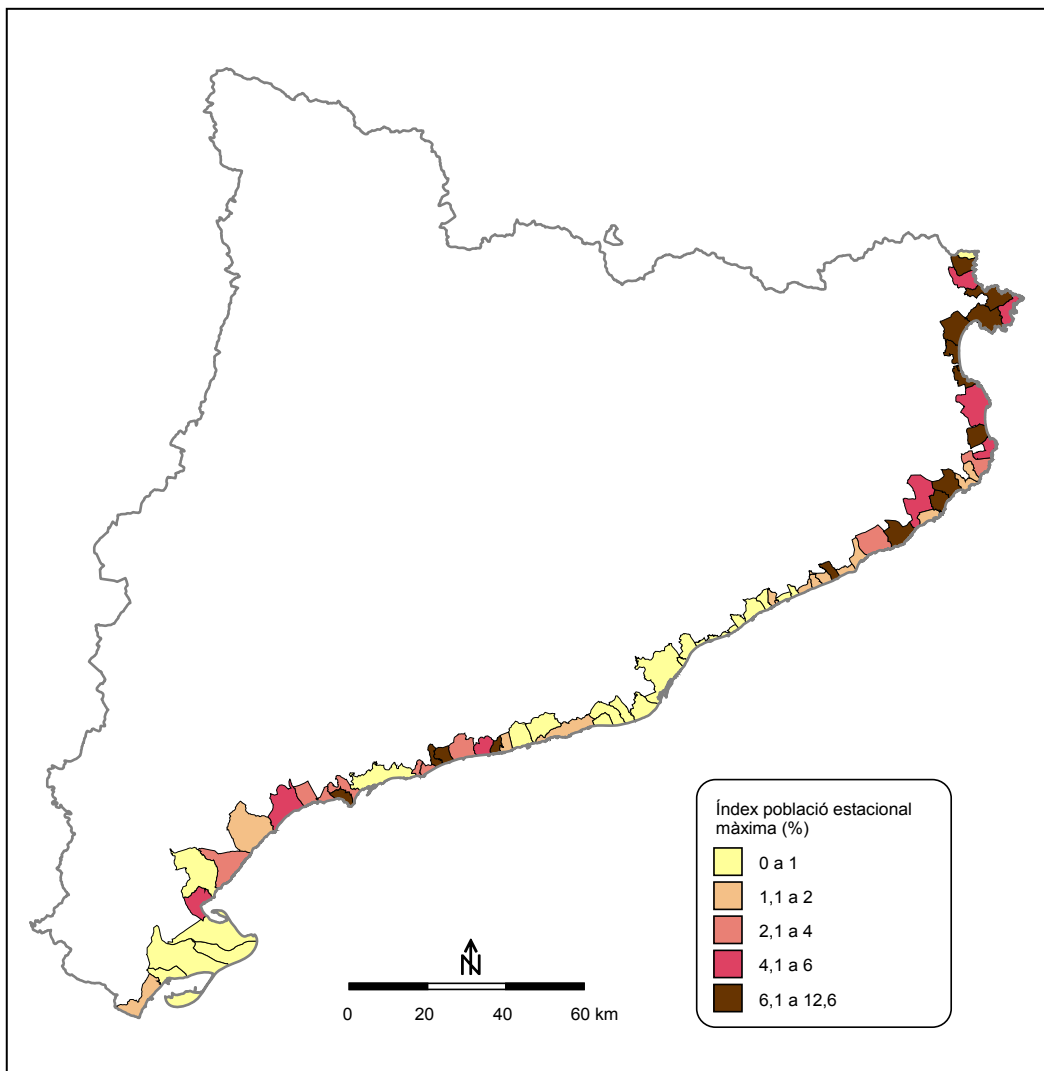 Índex població estacional
màxima (%)
0 a 1
1,1 a 2
2,1 a 4
4,1 a 6
6,1 a 12,6
N
0 20 40 60 km